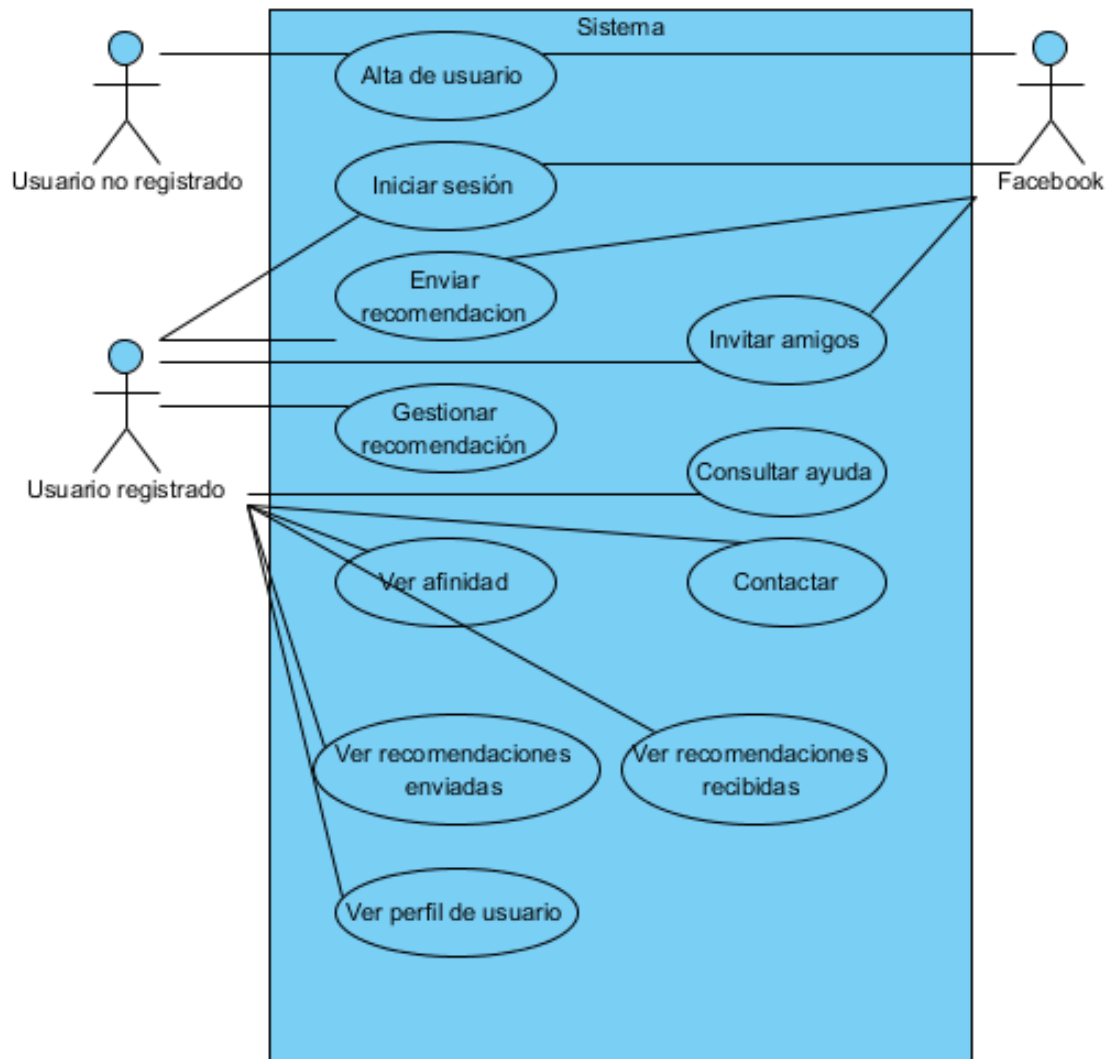 Sistema
Alta de usuario
Usuario no registrado
Iniciar sesión
Facebook
Enviar
recomendacion
Invitar amigos
Gestionar
recomendación
Usuario registrado
Consultar ayuda
Ver afinidad
Contactar
Ver recomendaciones
enviadas
Ver recomendaciones
recibidas
Ver perfil de usuario